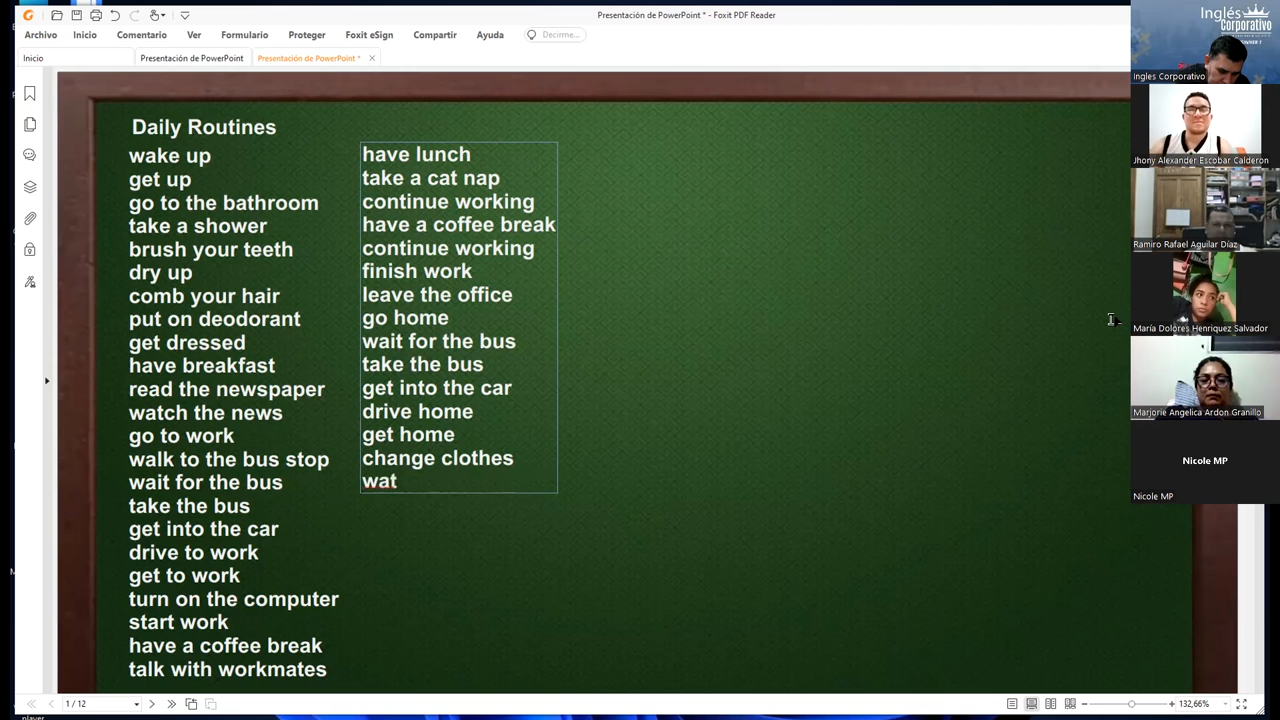 Presentación de PowerPoint * - Foxit PDF Reader
Archivo Inicio Comentario Ver Formulario Proteger Foxit eSign Compartir Ayuda Decirme...
Inicio Presentación de PowerPoint Presentación de PowerPoint *
Daily Routines
wake up
get up
go to the bathroom
take a shower
brush your teeth
dry up
comb your hair
put on deodorant
get dressed
have breakfast
read the newspaper
watch the news
go to work
walk to the bus stop
wait for the bus
take the bus
get into the car
drive to work
get to work
turn on the computer
start work
have a coffee break
talk with workmates
have lunch
take a cat nap
continue working
have a coffee break
continue working
finish work
leave the office
go home
wait for the bus
take the bus
get into the car
drive home
get home
change clothes
wat
Inglés
Corporativo
Ingles Corporativo
Jhony Alexander Escobar Calderon
Ramiro Rafael Aguilar Díaz
María Dolores Henriquez Salvador
Marjorie Angelica Ardon Granillo
Nicole MP
Nicole MP
1 / 12
132,66%